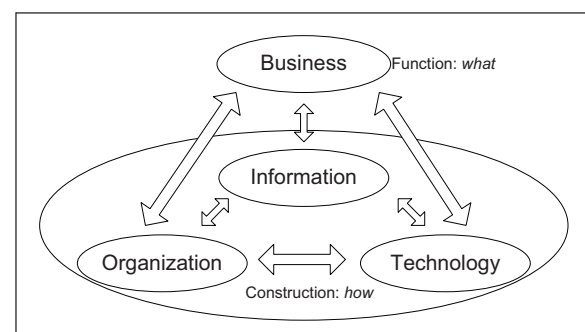 Business
Function: what
Information
Organization
Technology
Construction: how